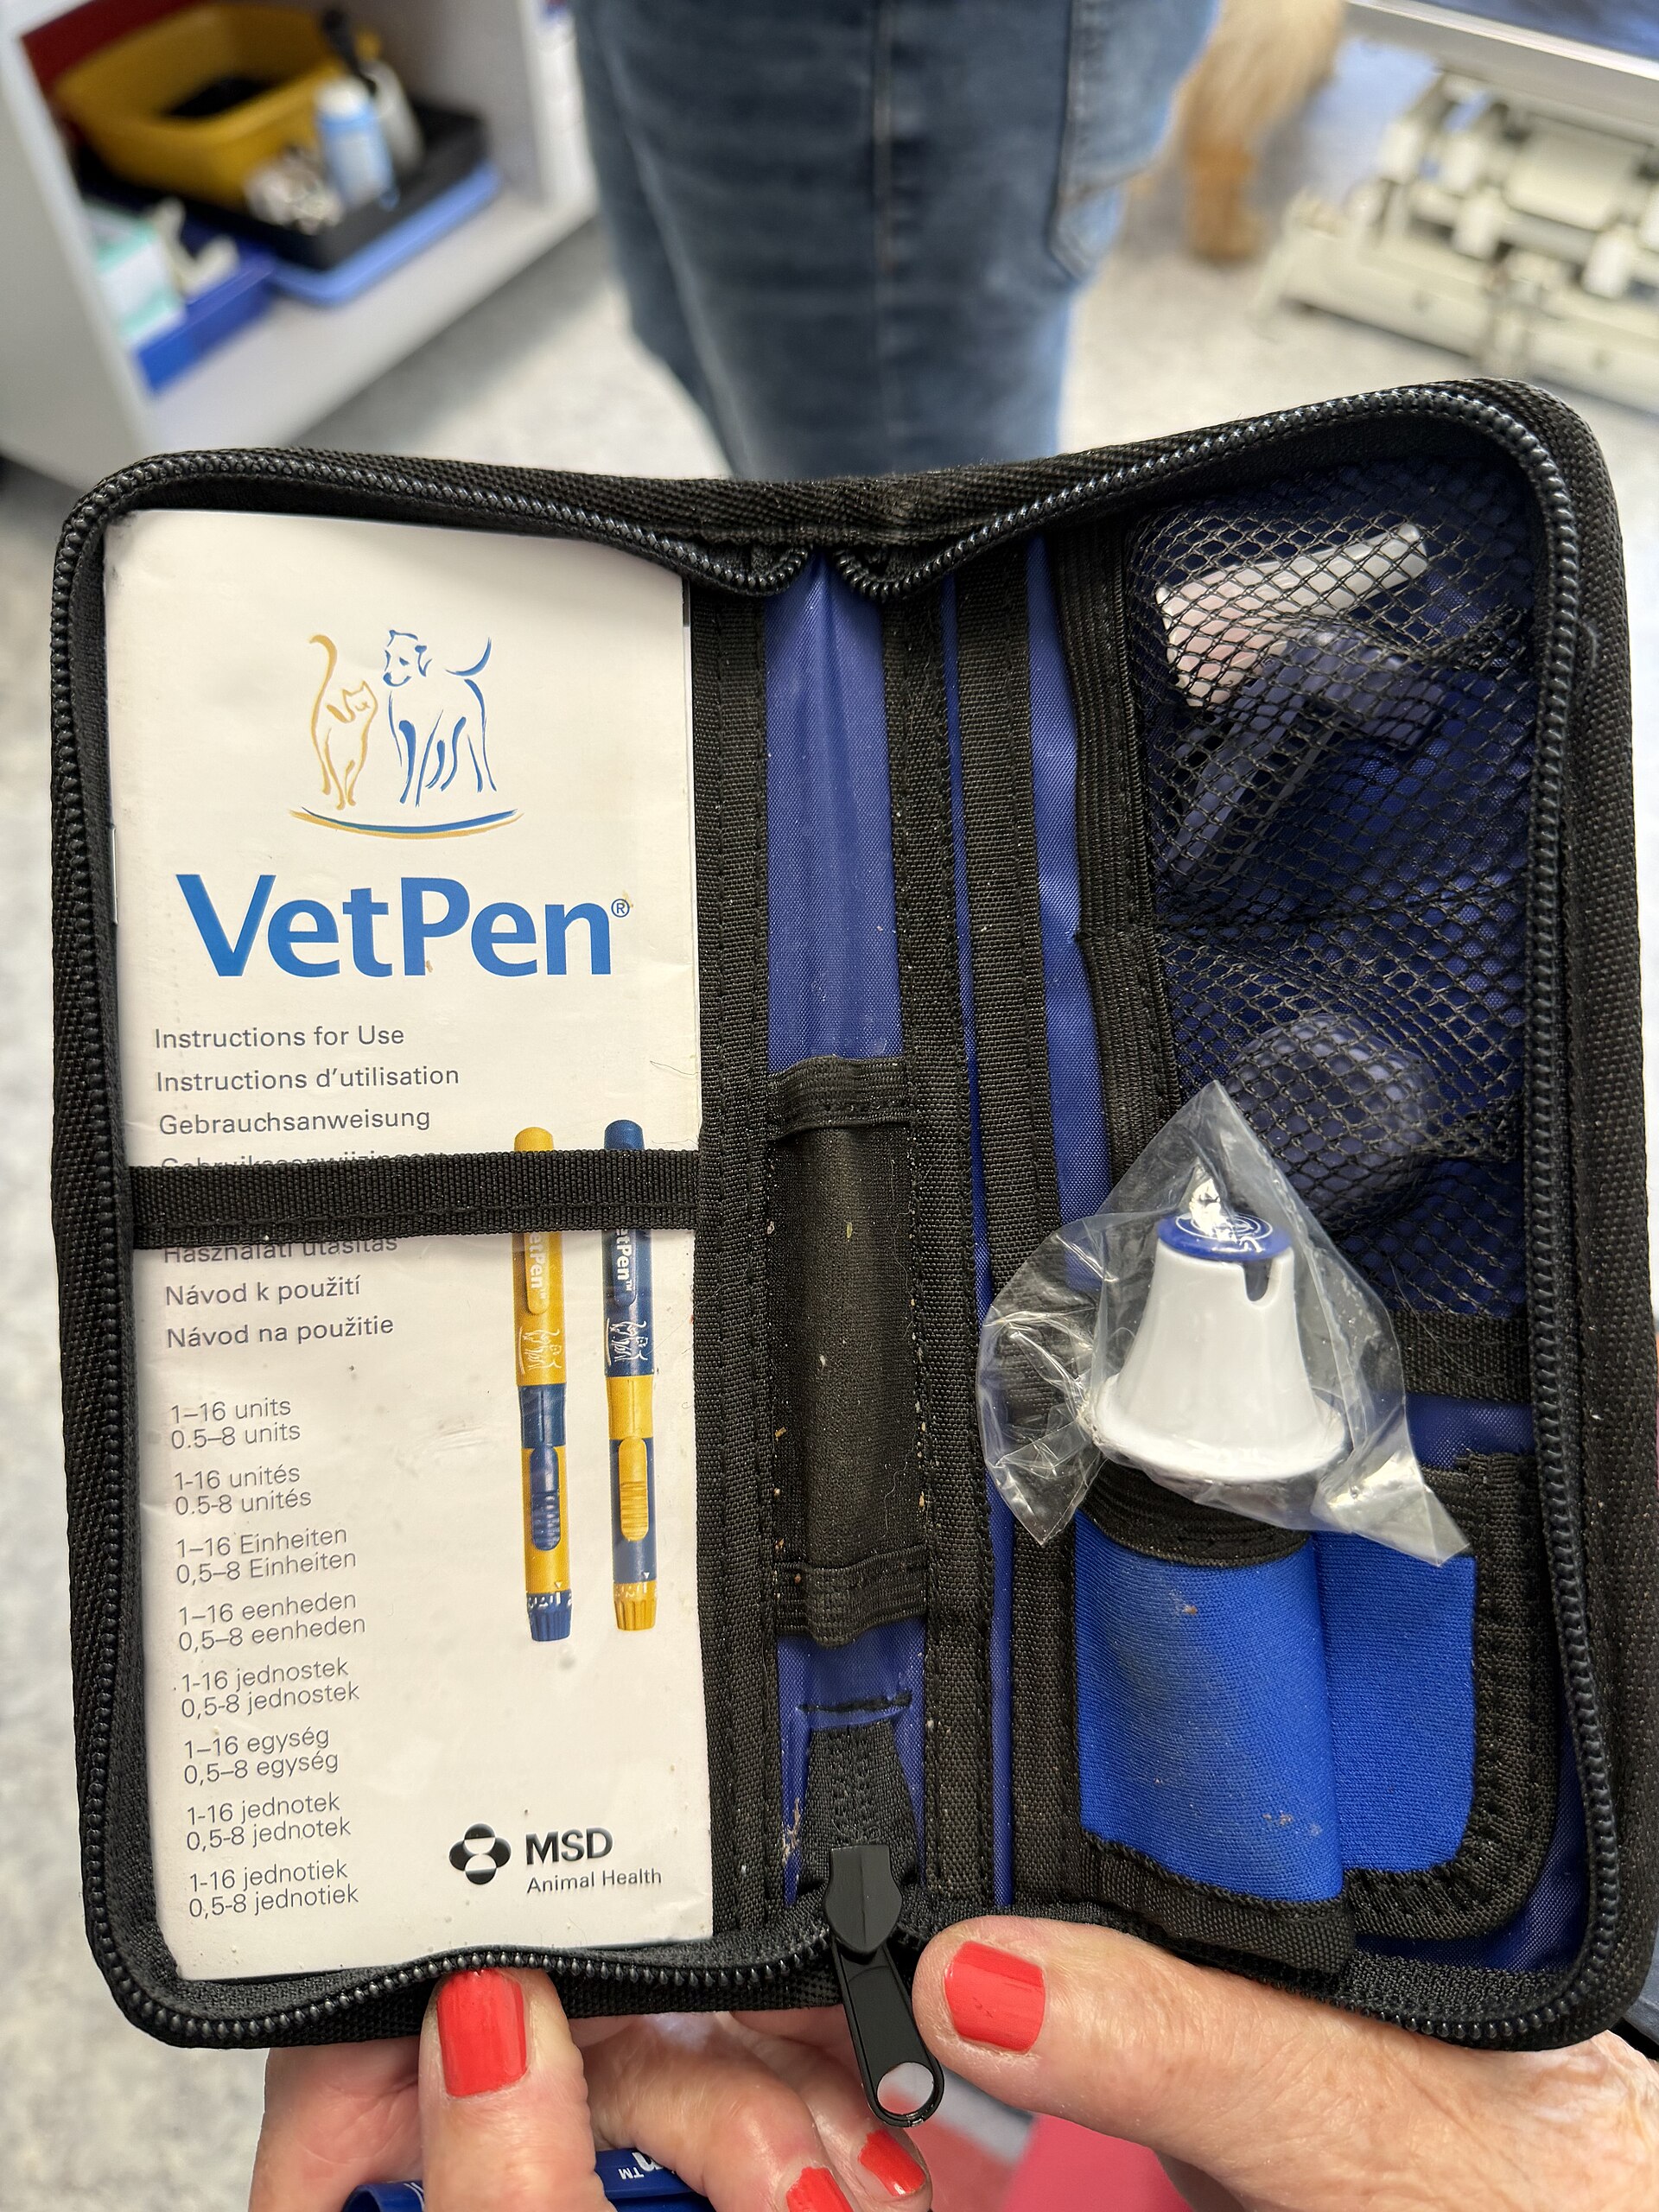 VetPen®
Instructions for Use
Instructions d'utilisation
Gebrauchsanweisung
Használati utasítás
Návod k použití
Návod na použitie
1–16 units
0.5–8 units
1-16 unités
0.5-8 unités
1–16 Einheiten
0,5–8 Einheiten
1–16 eenheden
0,5–8 eenheden
1-16 jednostek
0,5-8 jednostek
1–16 egység
0,5–8 egység
1-16 jednotek
0,5-8 jednotek
1-16 jednotiek
0,5-8 jednotiek
MSD
Animal Health